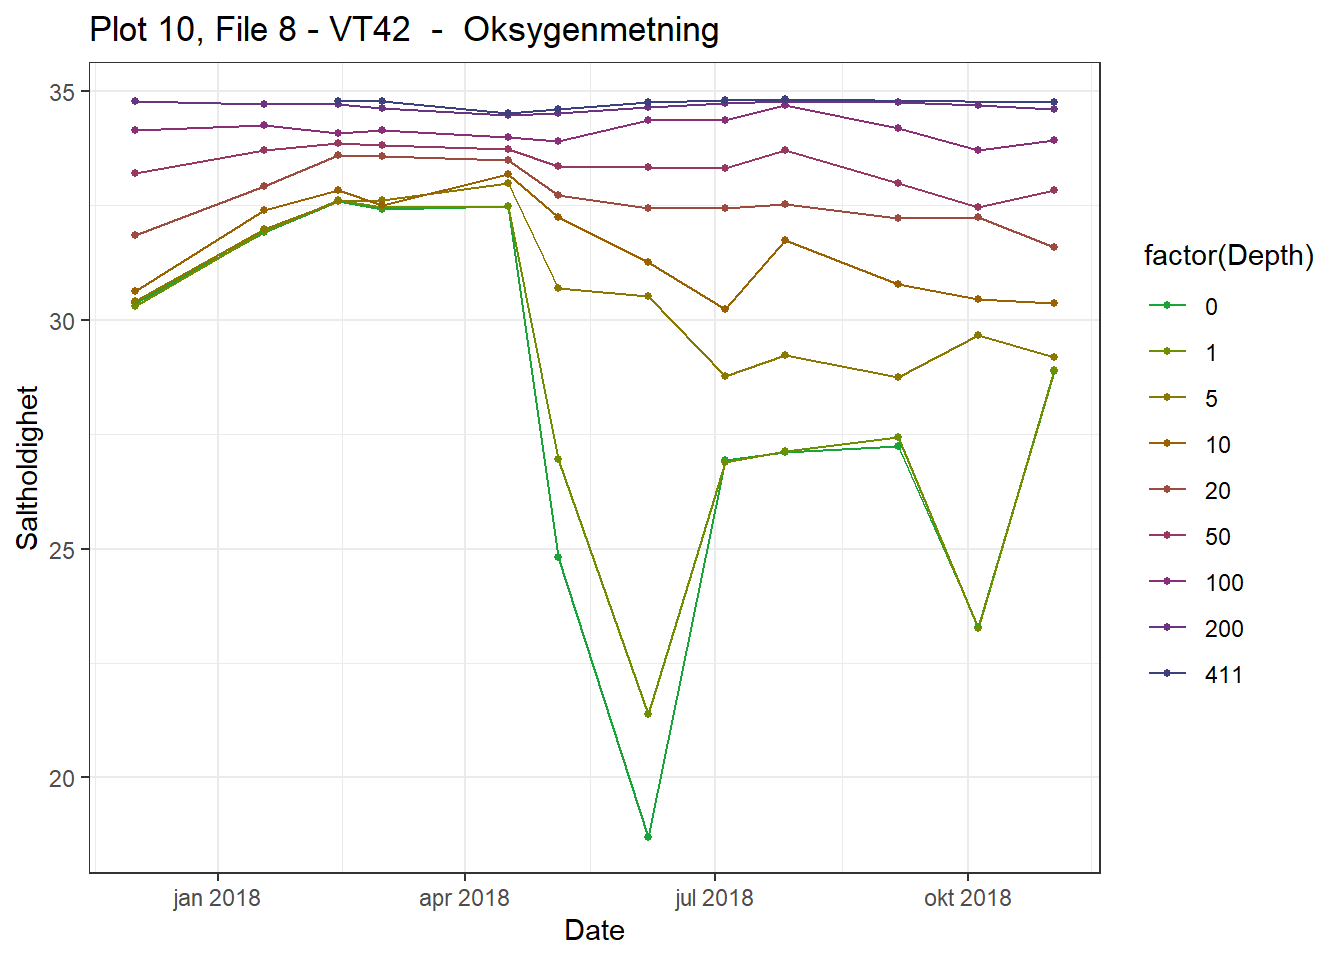 Plot 10, File 8 - VT42  -  Oksygenmetning
35
30
25
20
Saltholdighet
jan 2018
apr 2018
jul 2018
okt 2018
Date
factor(Depth)
0
1
5
10
20
50
100
200
411